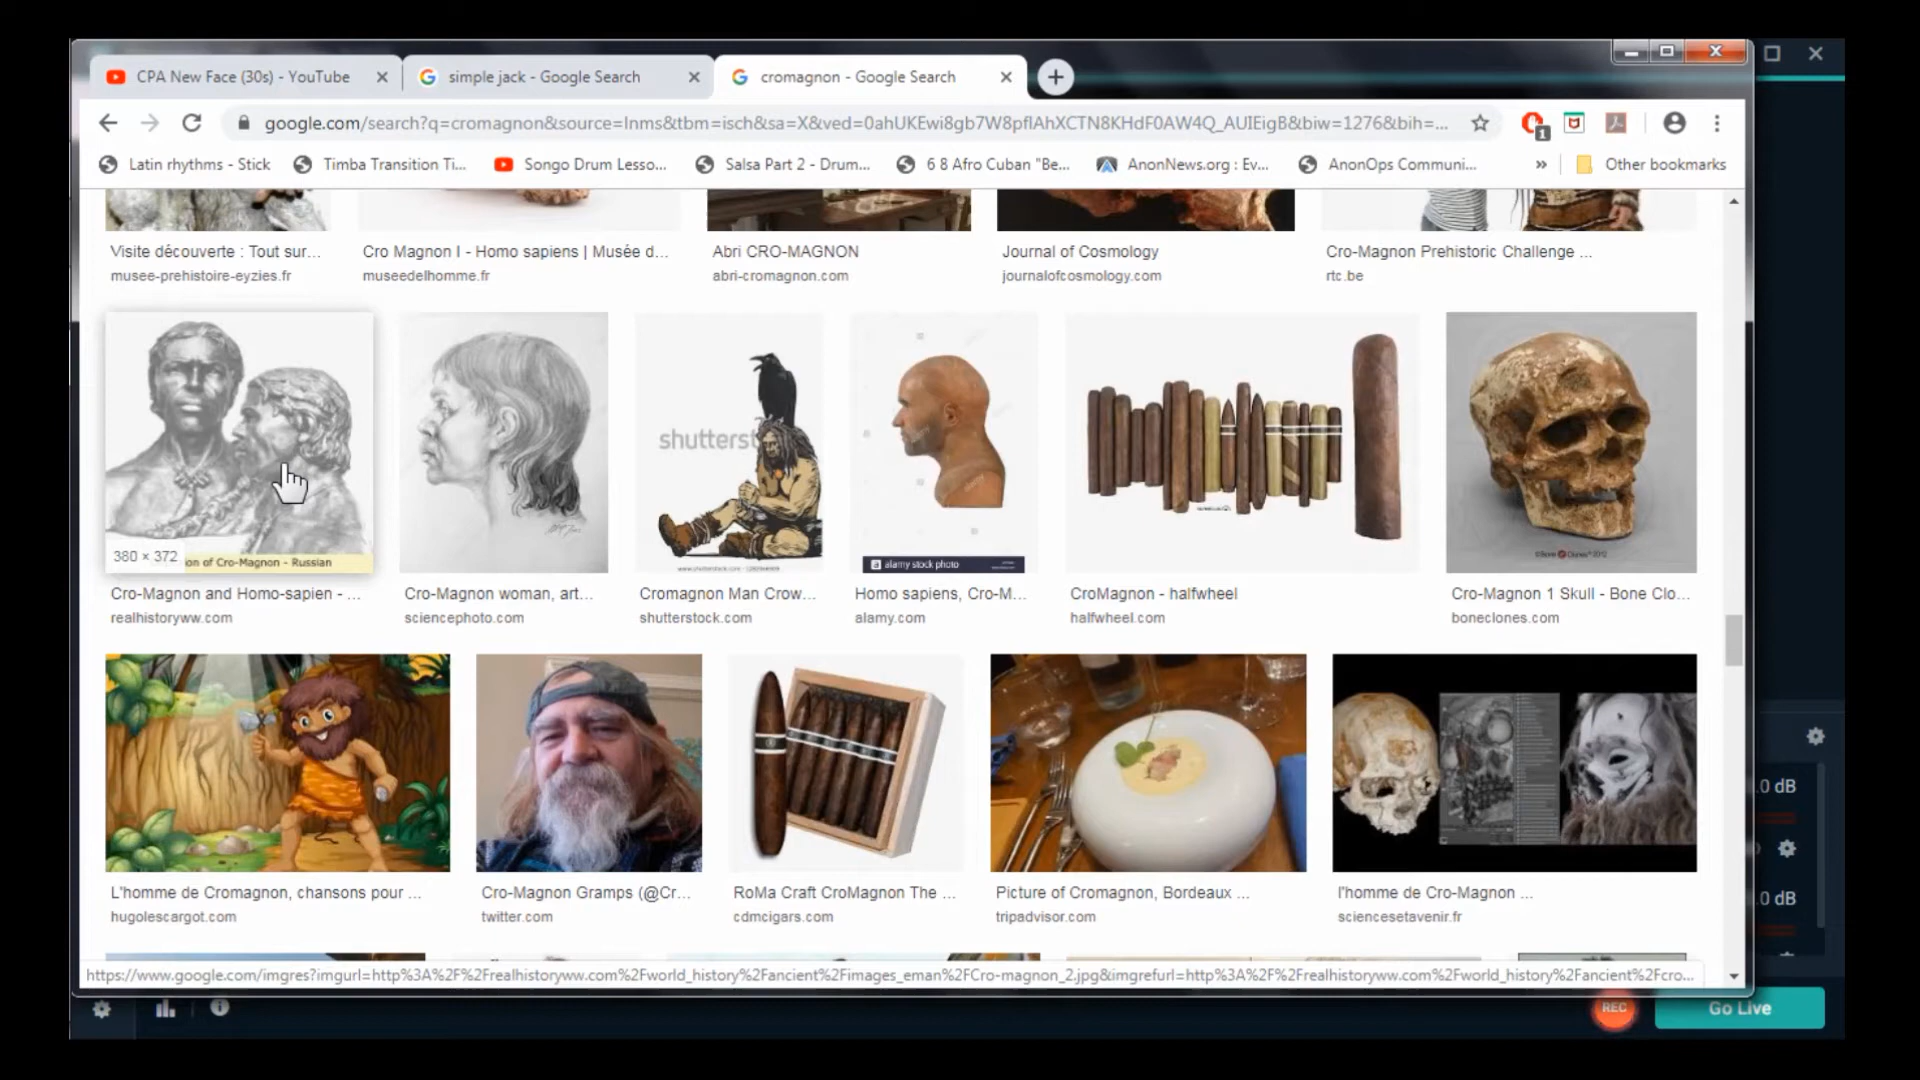 CPA New Face (30s) - YouTube
simple jack - Google Search
cromagnon - Google Search
google.com/search?q=cromagnon&source=lnms&tbm=isch&sa=X&ved=0ahUKEwi8gb7W8pflAhXCTN8KHdF0AW4Q_AUIEigB&biw=1276&bih=...
1
Latin rhythms - Stick
Timba Transition Ti...
Songo Drum Lesso...
Salsa Part 2 - Drum...
6 8 Afro Cuban "Be...
AnonNews.org : Ev...
AnonOps Communi...
»
Other bookmarks
Visite découverte : Tout sur...
musee-prehistoire-eyzies.fr
Cro Magnon I - Homo sapiens | Musée d...
museedelhomme.fr
Abri CRO-MAGNON
abri-cromagnon.com
Journal of Cosmology
journalofcosmology.com
Cro-Magnon Prehistoric Challenge ...
rtc.be
380 × 372
ion of Cro-Magnon - Russian
shutterst
alamy stock photo
Cro-Magnon and Homo-sapien - ...
realhistoryww.com
Cro-Magnon woman, art...
sciencephoto.com
Cromagnon Man Crow...
shutterstock.com
Homo sapiens, Cro-M...
alamy.com
CroMagnon - halfwheel
halfwheel.com
Cro-Magnon 1 Skull - Bone Clo...
boneclones.com
L'homme de Cromagnon, chansons pour ...
hugolescargot.com
Cro-Magnon Gramps (@Cr...
twitter.com
RoMa Craft CroMagnon The ...
cdmcigars.com
Picture of Cromagnon, Bordeaux ...
tripadvisor.com
l'homme de Cro-Magnon ...
sciencesetavenir.fr
.0 dB
.0 dB
https://www.google.com/imgres?imgurl=http%3A%2F%2Frealhistoryww.com%2Fworld_history%2Fancient%2Fimages_eman%2FCro-magnon_2.jpg&imgrefurl=http%3A%2F%2Frealhistoryww.com%2Fworld_history%2Fancient%2Fcro...
REC
Go Live